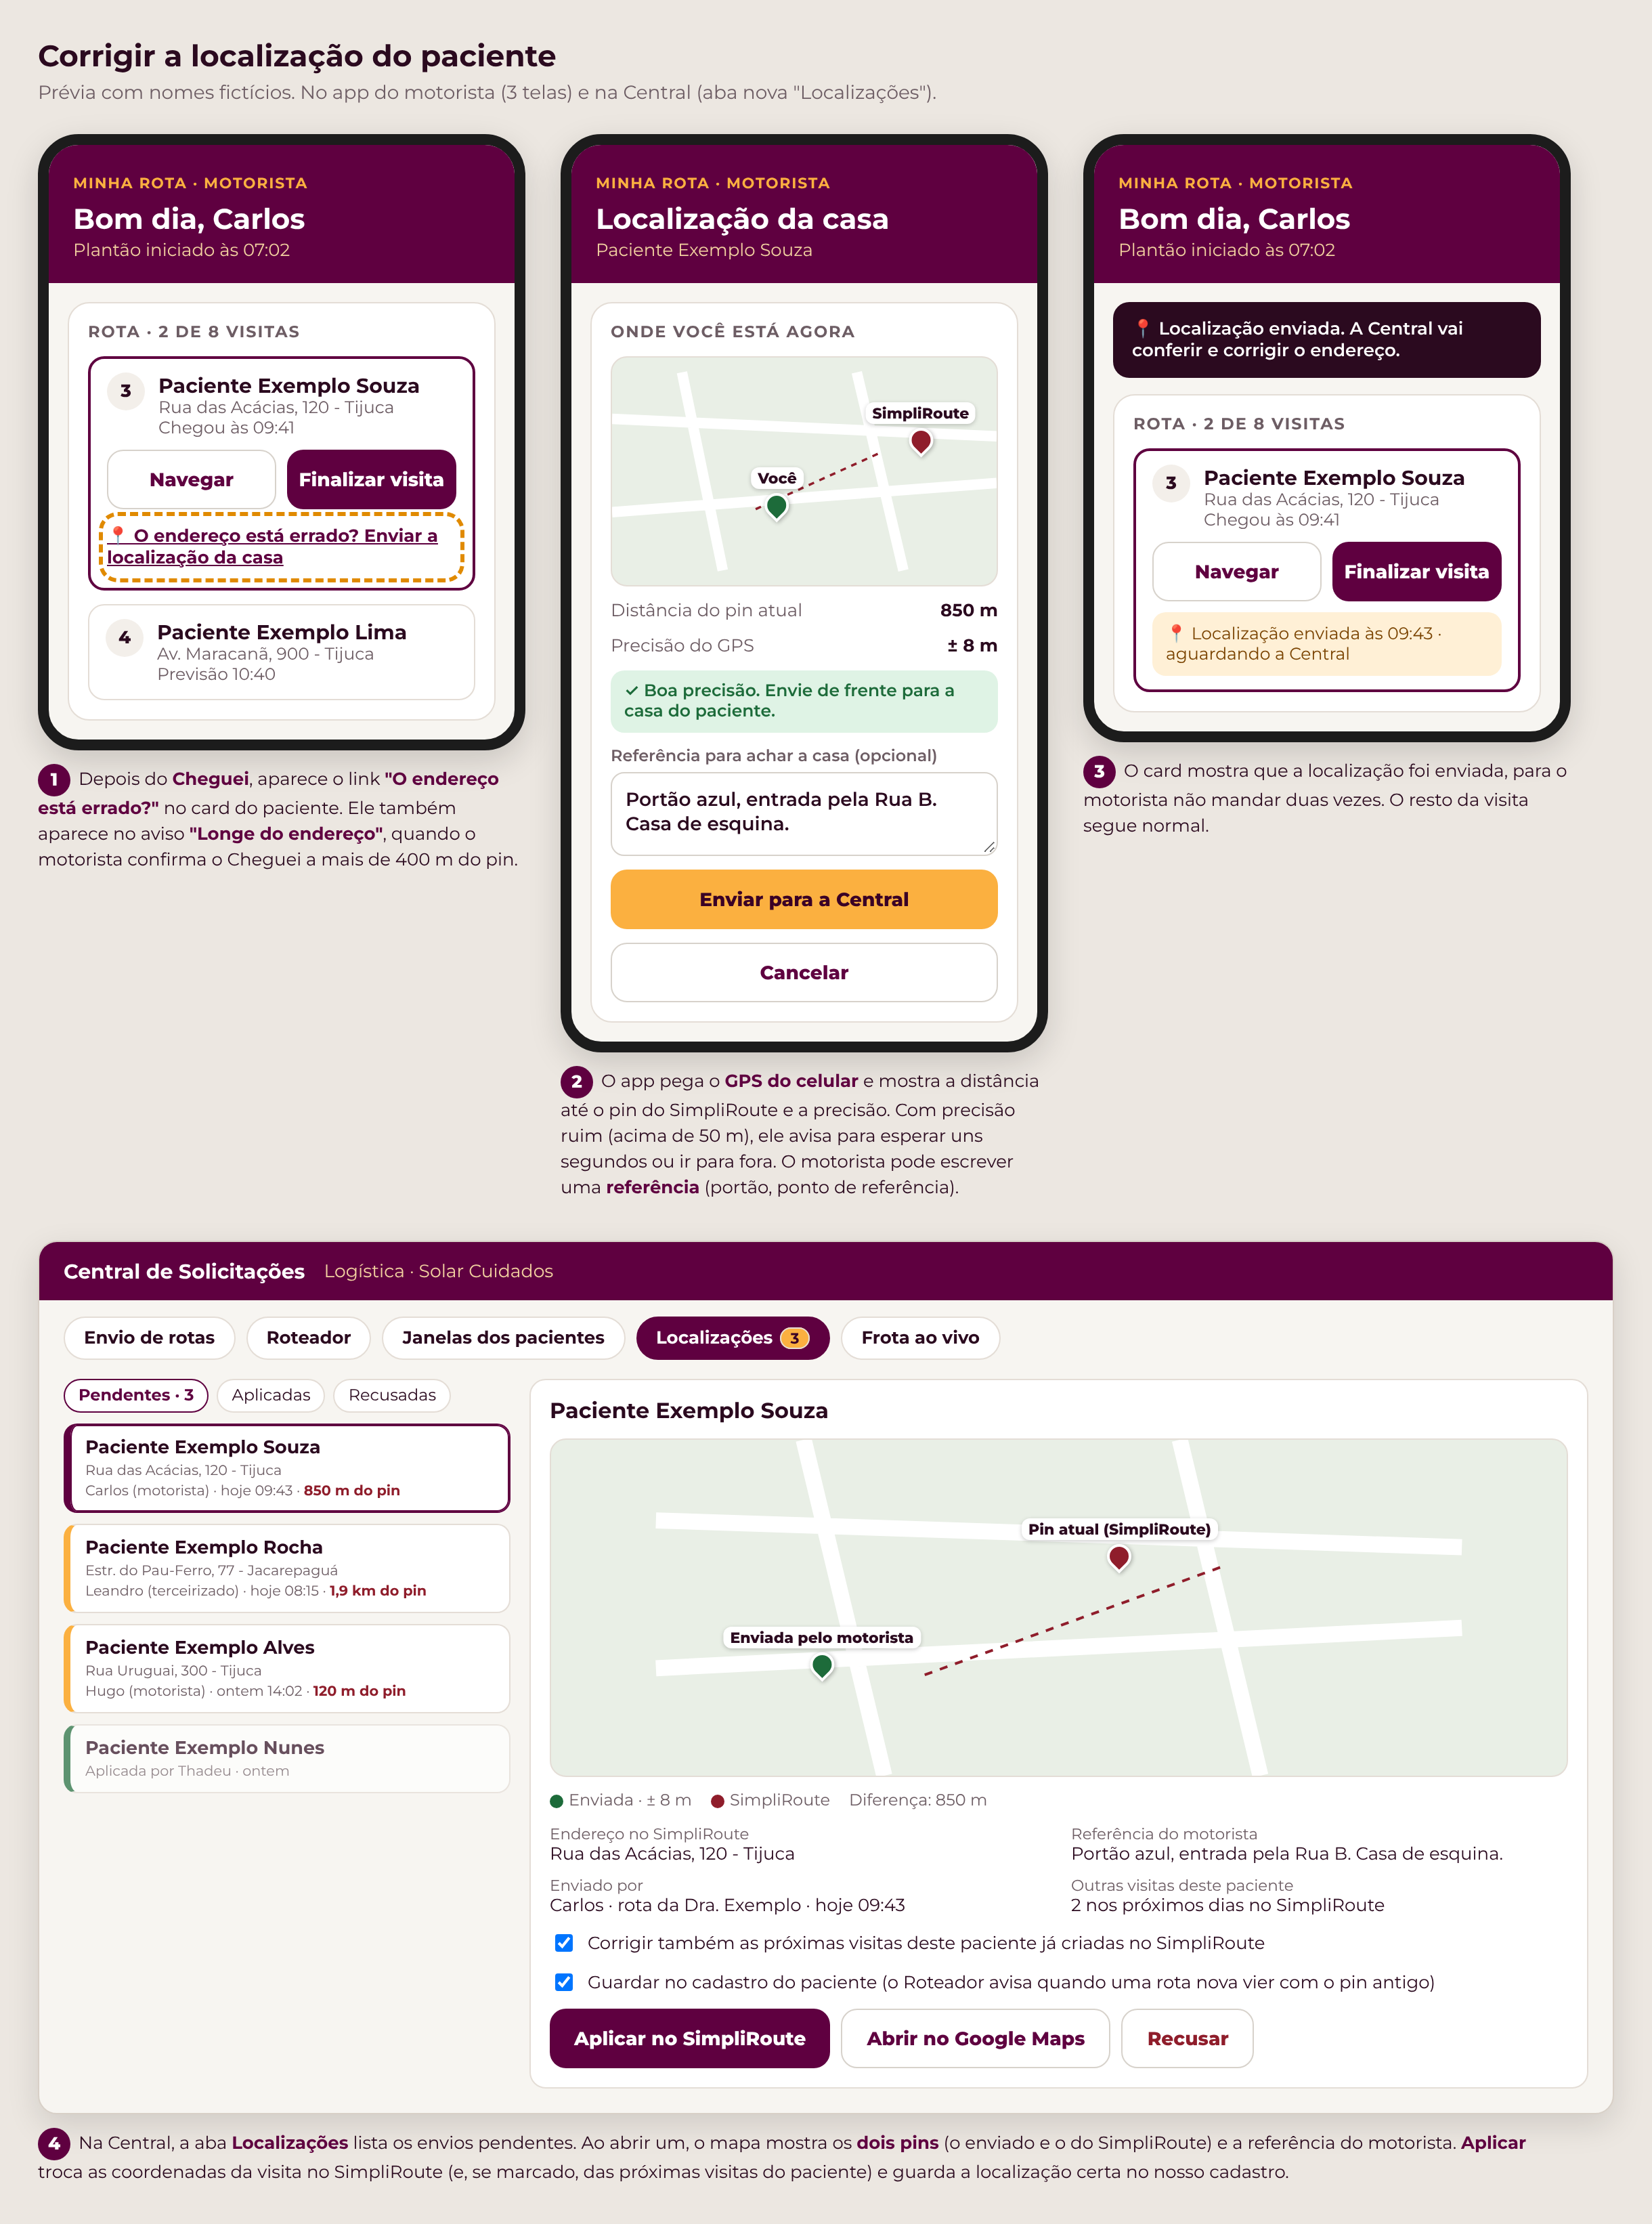 Corrigir a localização do paciente
Prévia com nomes fictícios. No app do motorista (3 telas) e na Central (aba nova "Localizações").
MINHA ROTA · MOTORISTA
Bom dia, Carlos
Plantão iniciado às 07:02
ROTA · 2 DE 8 VISITAS
3
Paciente Exemplo Souza
Rua das Acácias, 120 - Tijuca
Chegou às 09:41
Navegar
Finalizar visita
📍 O endereço está errado? Enviar a
localização da casa
4
Paciente Exemplo Lima
Av. Maracanã, 900 - Tijuca
Previsão 10:40
1 Depois do Cheguei, aparece o link "O endereço
está errado?" no card do paciente. Ele também
aparece no aviso "Longe do endereço", quando o
motorista confirma o Cheguei a mais de 400 m do pin.
MINHA ROTA · MOTORISTA
Localização da casa
Paciente Exemplo Souza
ONDE VOCÊ ESTÁ AGORA
SimpliRoute
Você
Distância do pin atual 850 m
Precisão do GPS ± 8 m
✓ Boa precisão. Envie de frente para a
casa do paciente.
Referência para achar a casa (opcional)
Portão azul, entrada pela Rua B.
Casa de esquina.
Enviar para a Central
Cancelar
2 O app pega o GPS do celular e mostra a distância
até o pin do SimpliRoute e a precisão. Com precisão
ruim (acima de 50 m), ele avisa para esperar uns
segundos ou ir para fora. O motorista pode escrever
uma referência (portão, ponto de referência).
MINHA ROTA · MOTORISTA
Bom dia, Carlos
Plantão iniciado às 07:02
📍 Localização enviada. A Central vai
conferir e corrigir o endereço.
ROTA · 2 DE 8 VISITAS
3
Paciente Exemplo Souza
Rua das Acácias, 120 - Tijuca
Chegou às 09:41
Navegar
Finalizar visita
📍 Localização enviada às 09:43 ·
aguardando a Central
3 O card mostra que a localização foi enviada, para o
motorista não mandar duas vezes. O resto da visita
segue normal.
Central de Solicitações Logística · Solar Cuidados
Envio de rotas
Roteador
Janelas dos pacientes
Localizações 3
Frota ao vivo
Pendentes · 3
Aplicadas
Recusadas
Paciente Exemplo Souza
Rua das Acácias, 120 - Tijuca
Carlos (motorista) · hoje 09:43 · 850 m do pin
Paciente Exemplo Rocha
Estr. do Pau-Ferro, 77 - Jacarepaguá
Leandro (terceirizado) · hoje 08:15 · 1,9 km do pin
Paciente Exemplo Alves
Rua Uruguai, 300 - Tijuca
Hugo (motorista) · ontem 14:02 · 120 m do pin
Paciente Exemplo Nunes
Aplicada por Thadeu · ontem
Paciente Exemplo Souza
Pin atual (SimpliRoute)
Enviada pelo motorista
Enviada · ± 8 m SimpliRoute Diferença: 850 m
Endereço no SimpliRoute
Rua das Acácias, 120 - Tijuca
Referência do motorista
Portão azul, entrada pela Rua B. Casa de esquina.
Enviado por
Carlos · rota da Dra. Exemplo · hoje 09:43
Outras visitas deste paciente
2 nos próximos dias no SimpliRoute
Corrigir também as próximas visitas deste paciente já criadas no SimpliRoute
Guardar no cadastro do paciente (o Roteador avisa quando uma rota nova vier com o pin antigo)
Aplicar no SimpliRoute
Abrir no Google Maps
Recusar
4 Na Central, a aba Localizações lista os envios pendentes. Ao abrir um, o mapa mostra os dois pins (o enviado e o do SimpliRoute) e a referência do motorista. Aplicar
troca as coordenadas da visita no SimpliRoute (e, se marcado, das próximas visitas do paciente) e guarda a localização certa no nosso cadastro.